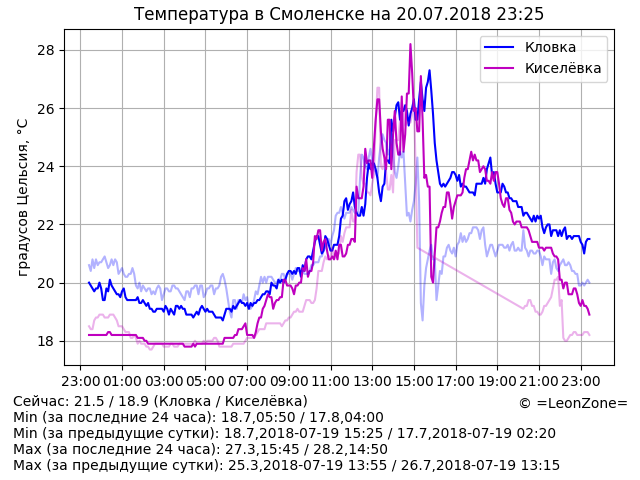 Температура в Смоленске на 20.07.2018 23:25
Кловка
Киселёвка
градусов Цельсия, °C
28
26
24
22
20
18
23:00 01:00 03:00 05:00 07:00 09:00 11:00 13:00 15:00 17:00 19:00 21:00 23:00
Сейчас: 21.5 / 18.9 (Кловка / Киселёвка)
© =LeonZone=
Min (за последние 24 часа): 18.7,05:50 / 17.8,04:00
Min (за предыдущие сутки): 18.7,2018-07-19 15:25 / 17.7,2018-07-19 02:20
Max (за последние 24 часа): 27.3,15:45 / 28.2,14:50
Max (за предыдущие сутки): 25.3,2018-07-19 13:55 / 26.7,2018-07-19 13:15